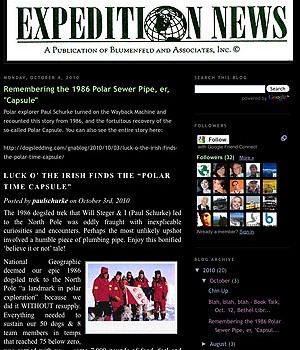 EXPEDITION NEWS
A PUBLICATION OF BLUMENFELD AND ASSOCIATES, INC. ©
MONDAY, OCTOBER 4, 2010
Remembering the 1986 Polar Sewer Pipe, er,
"Capsule"
Polar explorer Paul Schurke turned on the Wayback Machine and
recounted this story from 1986, and the fortuitous recovery of the
so-called Polar Capsule. You can also see the entire story here:
http://dogsledding.com/gnablog/2010/10/03/luck-o-the-irish-finds-
the-polar-time-capsule/
LUCK O' THE IRISH FINDS THE "POLAR
TIME CAPSULE"
Posted by paulschurke on October 3rd, 2010
The 1986 dogsled trek that Will Steger & I (Paul Schurke) led
to the North Pole was oddly fraught with inexplicable
curiosities and encounters. Perhaps the most unlikely upshot
involved a humble piece of plumbing pipe. Enjoy this bonified
'believe it or not' tale!
National Geographic
deemed our epic 1986
dogsled trek to the North
Pole "a landmark in polar
exploration" because we
did it WITHOUT resupply.
Everything needed to
sustain our 50 dogs & 8
team members in temps
that reached 75 below zero,
SEARCH THIS BLOG
Search
powered by Google
FOLLOWERS
Follow
with Google Friend Connect
Followers (32) More »
Already a member? Sign in
BLOG ARCHIVE
▼ 2010 (20)
▼ October (3)
Chin Up
Blah, blah, blah - Book Talk,
Oct. 12, Bethel Libr...
Remembering the 1986 Polar
Sewer Pipe, er, "Capsul...
► August (3)